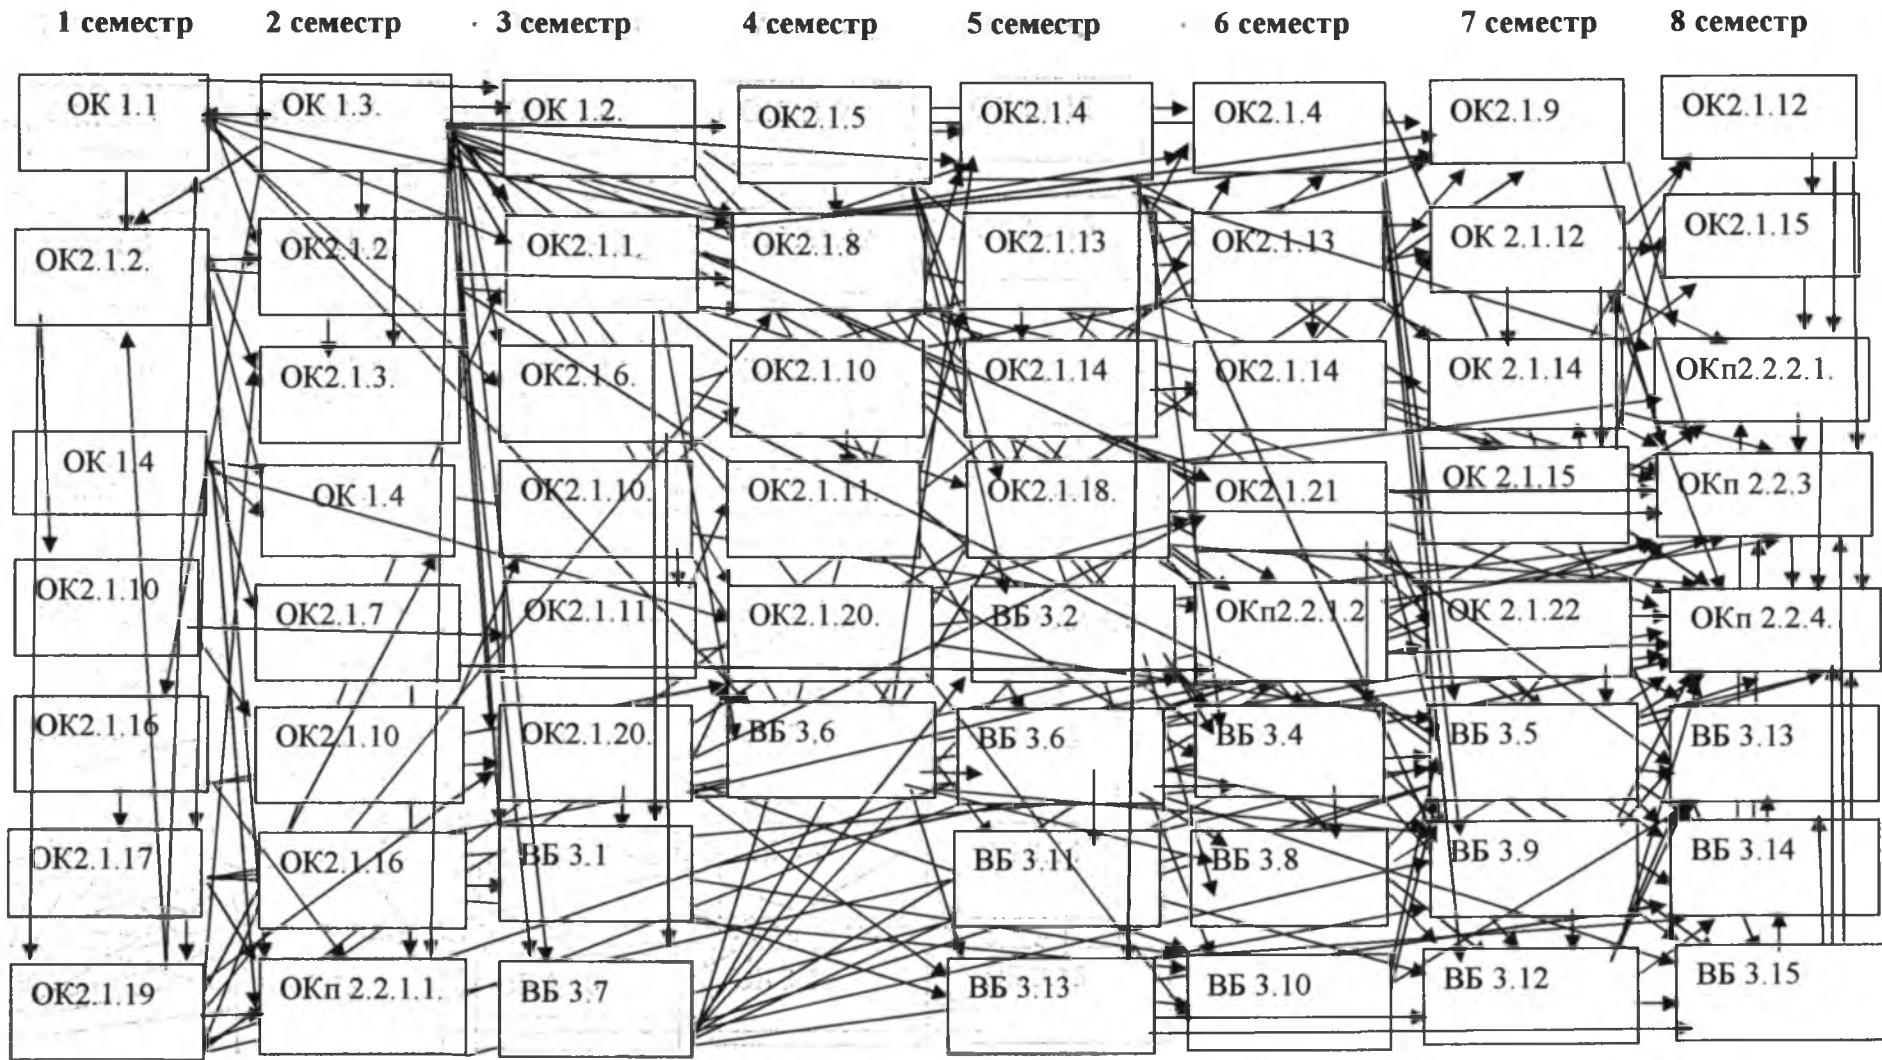 1 семестр 2 семестр 3 семестр 4 семестр 5 семестр 6 семестр 7 семестр 8 семестр
ОК 1.1 ОК 1.3. ОК 1.2. ОК2.1.5 ОК2.1.4 ОК2.1.4 ОК2.1.9 ОК2.1.12
ОК2.1.2. ОК2.1.2 ОК2.1.1. ОК2.1.8 ОК2.1.13 ОК2.1.13 ОК 2.1.12 ОК2.1.15
ОК2.1.3. ОК2.1.6. ОК2.1.10 ОК2.1.14 ОК2.1.14 ОК 2.1.14 ОКп2.2.2.1.
ОК 1.4 ОК 1.4 ОК2.1.10. ОК2.1.11. ОК2.1.18. ОК2.1.21 ОК 2.1.15 ОКп 2.2.3
ОК2.1.10 ОК2.1.7 ОК2.1.11. ОК2.1.20. ВБ 3.2 ОКп2.2.1.2 ОК 2.1.22 ОКп 2.2.4.
ОК2.1.16 ОК2.1.10 ОК2.1.20. ВБ 3.6 ВБ 3.6 ВБ 3.4 ВБ 3.5 ВБ 3.13
ОК2.1.17 ОК2.1.16 ВБ 3.1 ВБ 3.11 ВБ 3.8 ВБ 3.9 ВБ 3.14
ОК2.1.19 ОКп 2.2.1.1. ВБ 3.7 ВБ 3.13 ВБ 3.10 ВБ 3.12 ВБ 3.15